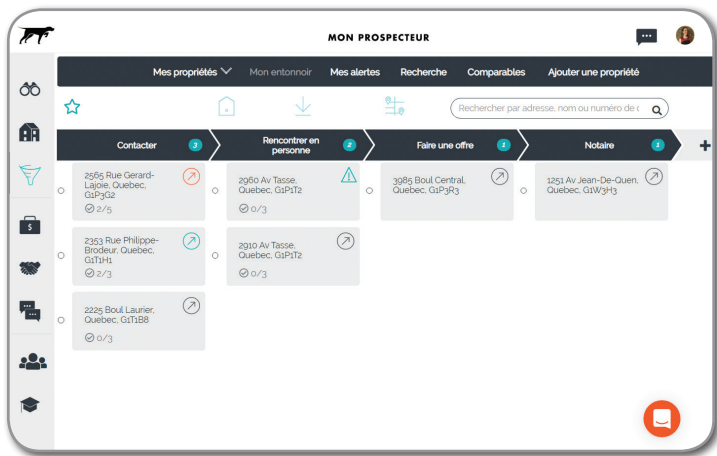 MON PROSPECTEUR
Mes propriétés Mon entonnoir Mes alertes Recherche Comparables Ajouter une propriété
Rechercher par adresse, nom ou numéro de c
Contacter 3
Rencontrer en
personne 2
Faire une offre 1
Notaire 1
2565 Rue Gerard-
Lajoie, Quebec,
G1P3G2
2/5
2960 Av Tasse,
Quebec, G1P1T2
0/3
3985 Boul Central,
Quebec, G1P3R3
1251 Av Jean-De-Quen,
Quebec, G1W3H3
2353 Rue Philippe-
Brodeur, Quebec,
G1T1H1
2/3
2910 Av Tasse,
Quebec, G1P1T2
0/3
2225 Boul Laurier,
Quebec, G1T1B8
0/3